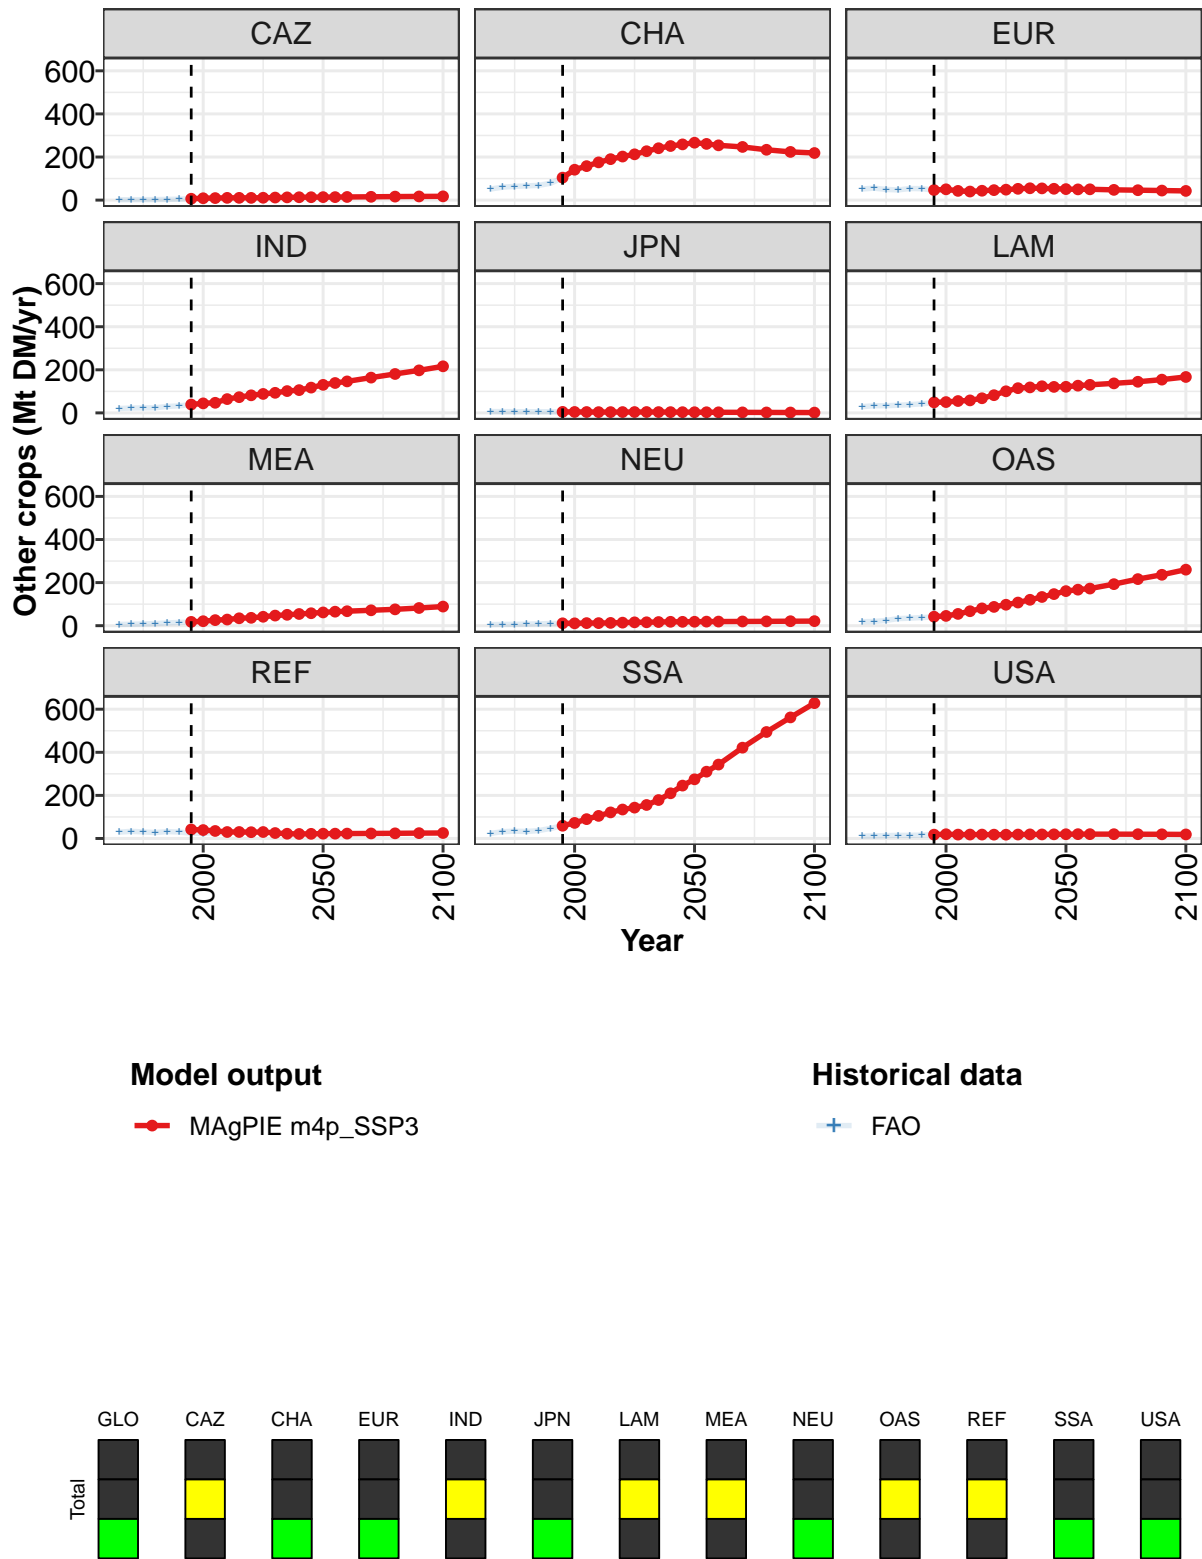 CAZ CHA EUR
600
400
200
0
IND JPN LAM
600
400
200
0
MEA NEU OAS
600
400
200
0
REF SSA USA
600
400
200
0
2000 2050 2100 2000 2050 2100 2000 2050 2100
Year
Other crops (Mt DM/yr)
Model output
MAgPIE m4p_SSP3
Historical data
FAO
GLO CAZ CHA EUR IND JPN LAM MEA NEU OAS REF SSA USA
Total